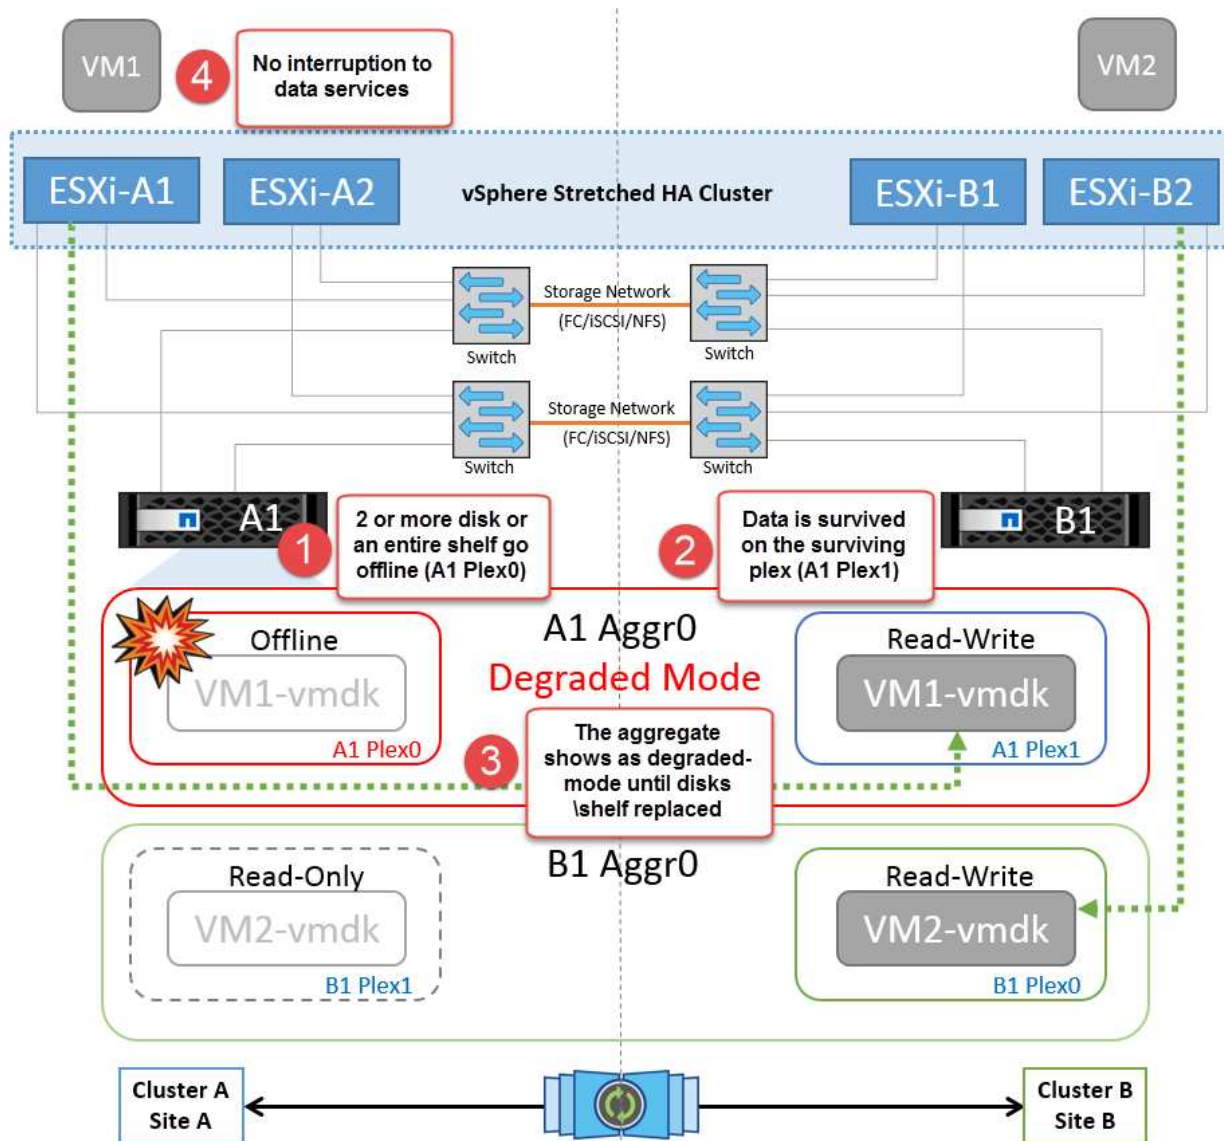 VM1
4
No interruption to
data services
VM2
ESXi-A1
ESXi-A2
vSphere Stretched HA Cluster
ESXi-B1
ESXi-B2
Storage Network
(FC/iSCSI/NFS)
Switch
Switch
Storage Network
(FC/iSCSI/NFS)
Switch
Switch
A1
1
2 or more disk or
an entire shelf go
offline (A1 Plex0)
2
Data is survived
on the surviving
plex (A1 Plex1)
B1
A1 Aggr0
Degraded Mode
Offline
VM1-vmdk
A1 Plex0
Read-Write
VM1-vmdk
A1 Plex1
3
The aggregate
shows as degraded-
mode until disks
\shelf replaced
B1 Aggr0
Read-Only
VM2-vmdk
B1 Plex1
Read-Write
VM2-vmdk
B1 Plex0
Cluster A
Site A
Cluster B
Site B